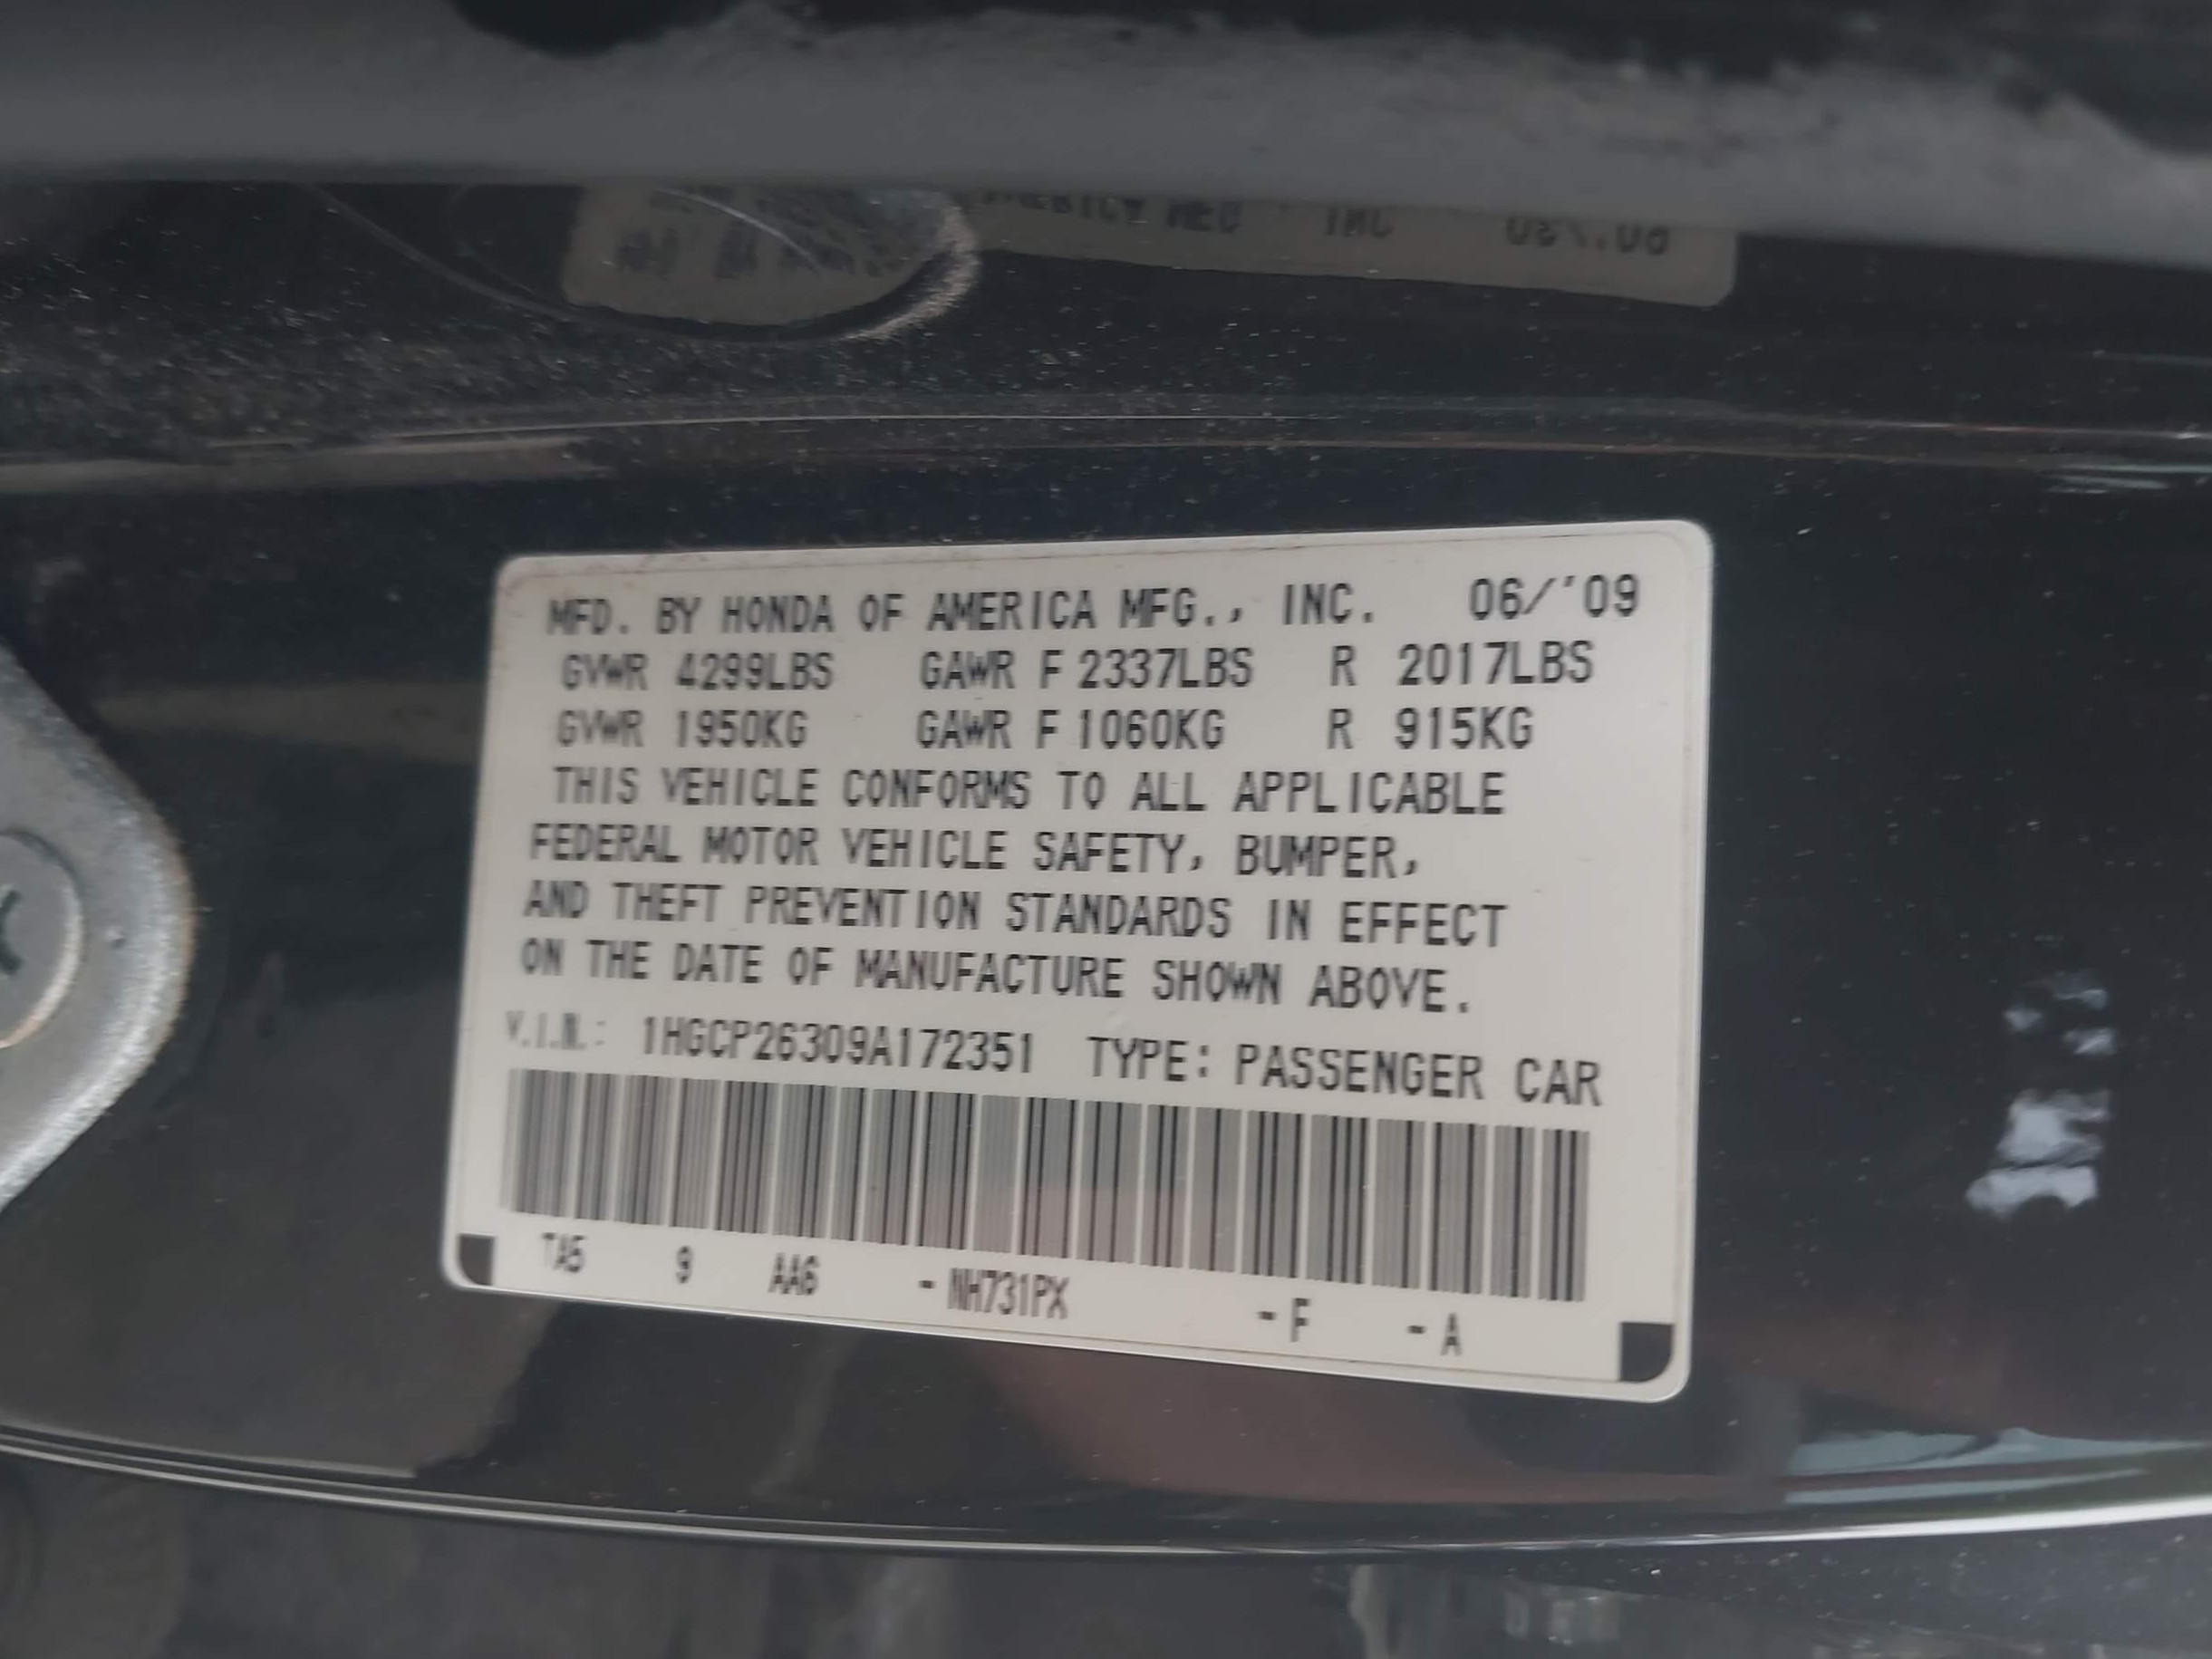 MFD. BY HONDA OF AMERICA MFG., INC. 06/'09
GVWR 4299LBS GAWR F 2337LBS R 2017LBS
GVWR 1950KG GAWR F 1060KG R 915KG
THIS VEHICLE CONFORMS TO ALL APPLICABLE
FEDERAL MOTOR VEHICLE SAFETY, BUMPER,
AND THEFT PREVENTION STANDARDS IN EFFECT
ON THE DATE OF MANUFACTURE SHOWN ABOVE.
V.I.N.: 1HGCP26309A172351 TYPE: PASSENGER CAR
TA5 9 AA6 - NH731PX - F - A